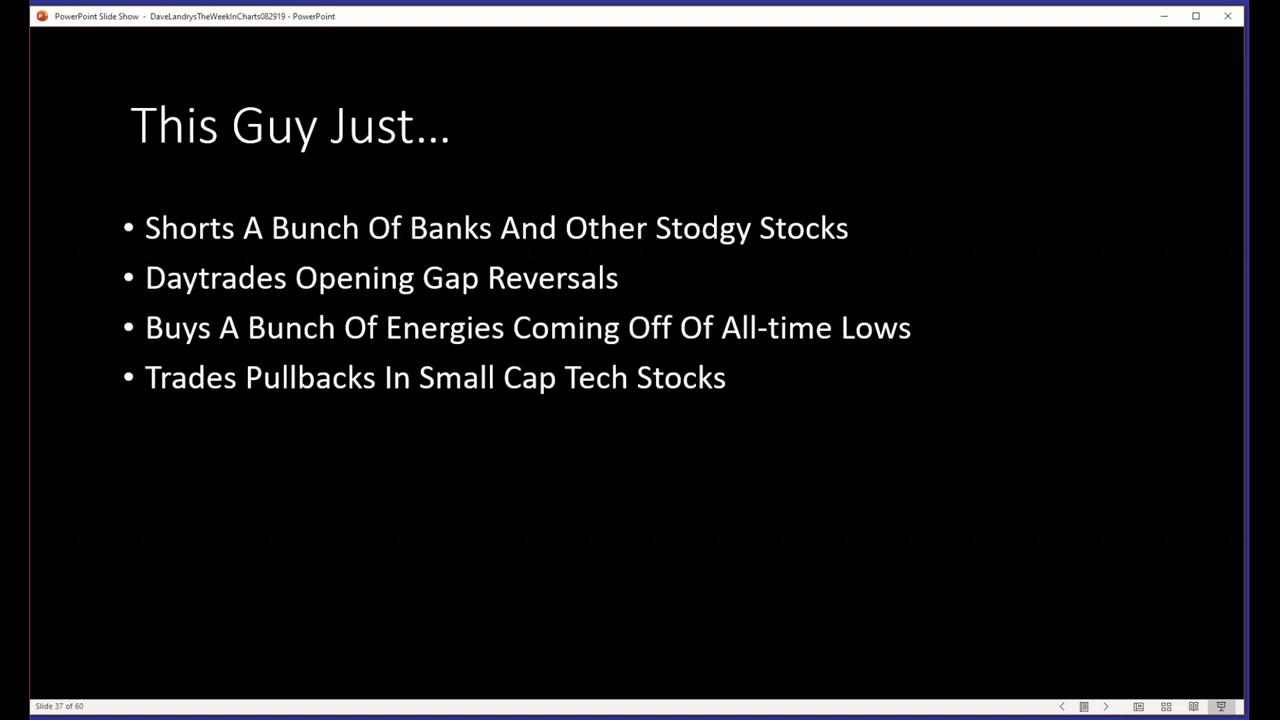 PowerPoint Slide Show - DaveLandrysTheWeekInCharts082919 - PowerPoint
This Guy Just...
• Shorts A Bunch Of Banks And Other Stodgy Stocks
• Daytrades Opening Gap Reversals
• Buys A Bunch Of Energies Coming Off Of All-time Lows
• Trades Pullbacks In Small Cap Tech Stocks
Slide 37 of 60